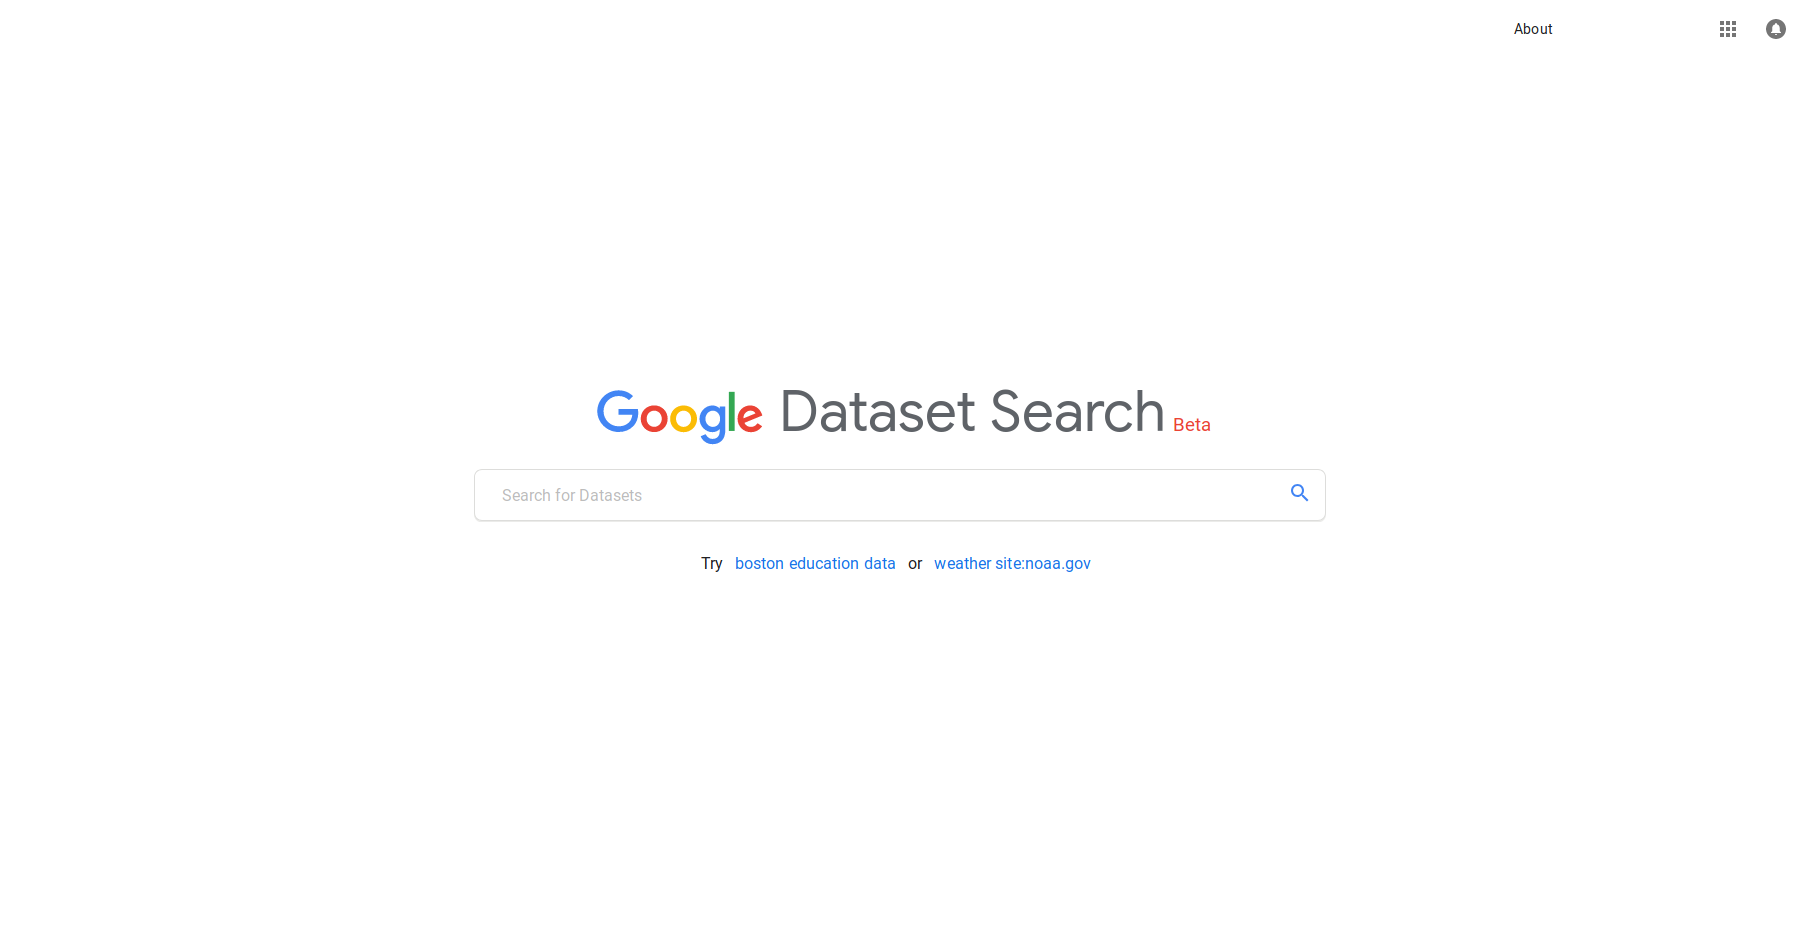 About
Google Dataset Search Beta
Search for Datasets
Try boston education data or weather site:noaa.gov